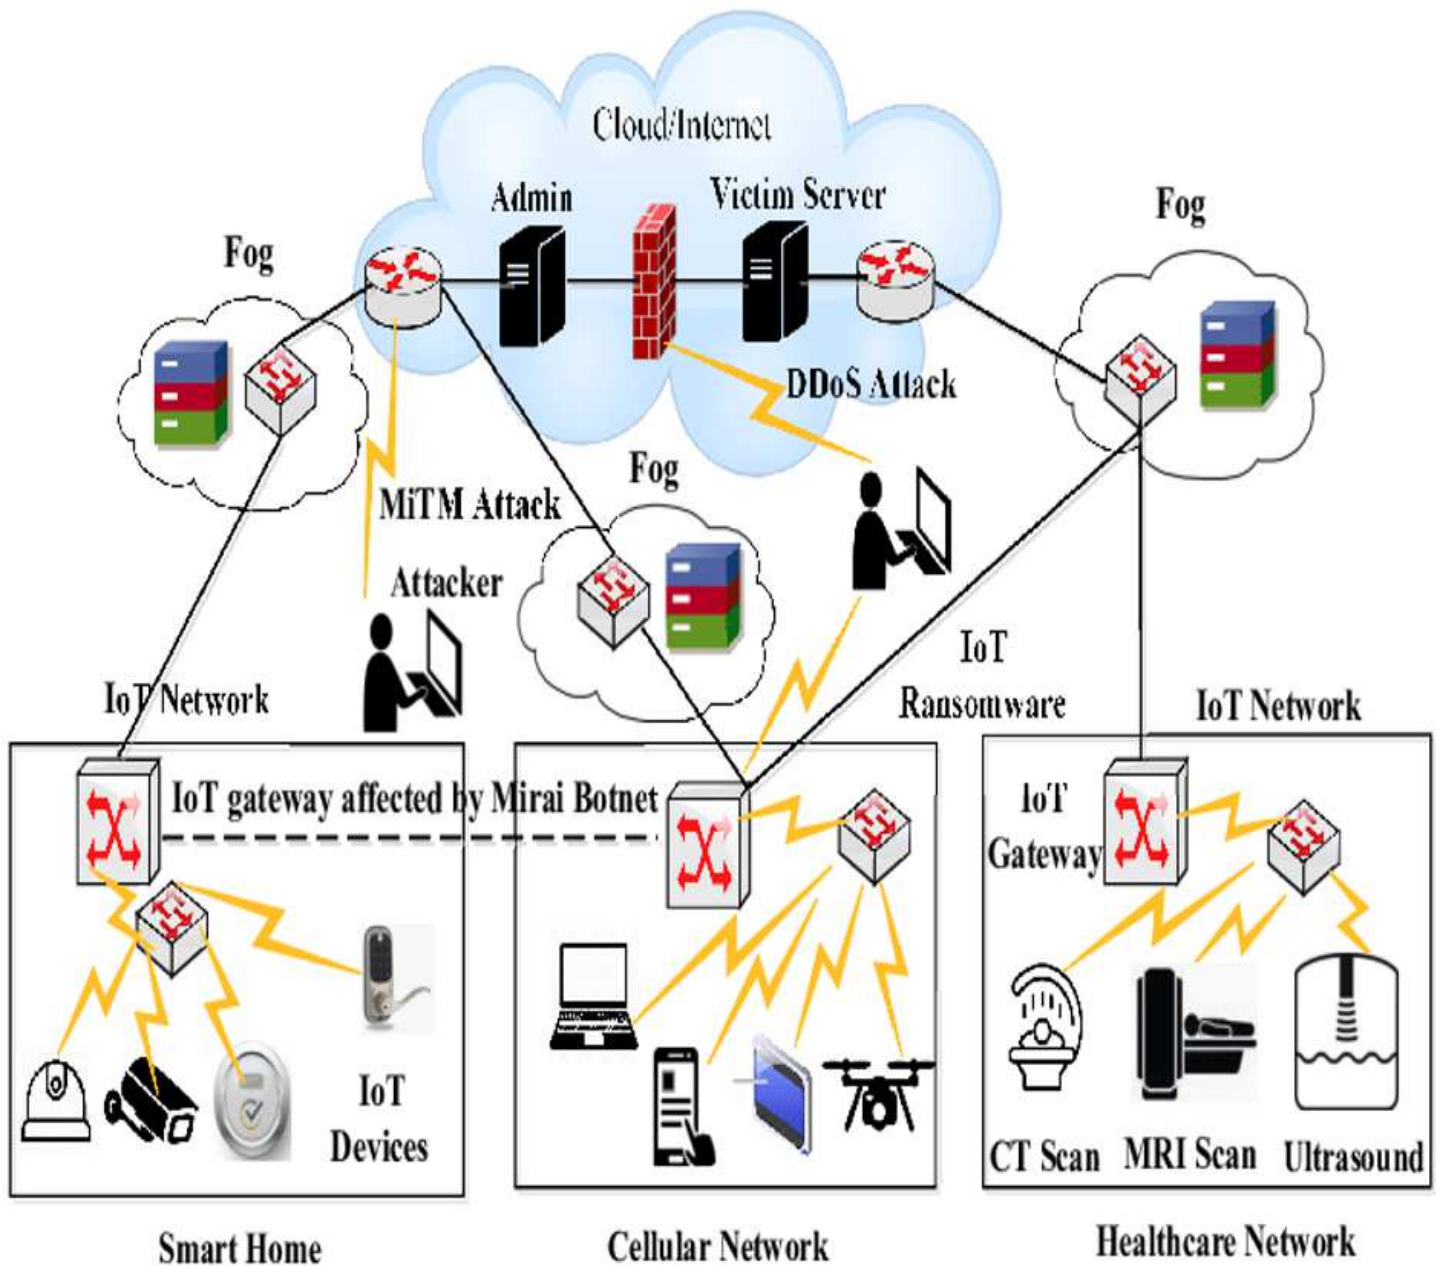 Cloud/Internet
Admin
Victim Server
Fog
Fog
DDoS Attack
Fog
MiTM Attack
Attacker
IoT
Ransomware
IoT Network
IoT Network
IoT gateway affected by Mirai Botnet
IoT
Gateway
IoT
Devices
CT Scan
MRI Scan
Ultrasound
Smart Home
Cellular Network
Healthcare Network